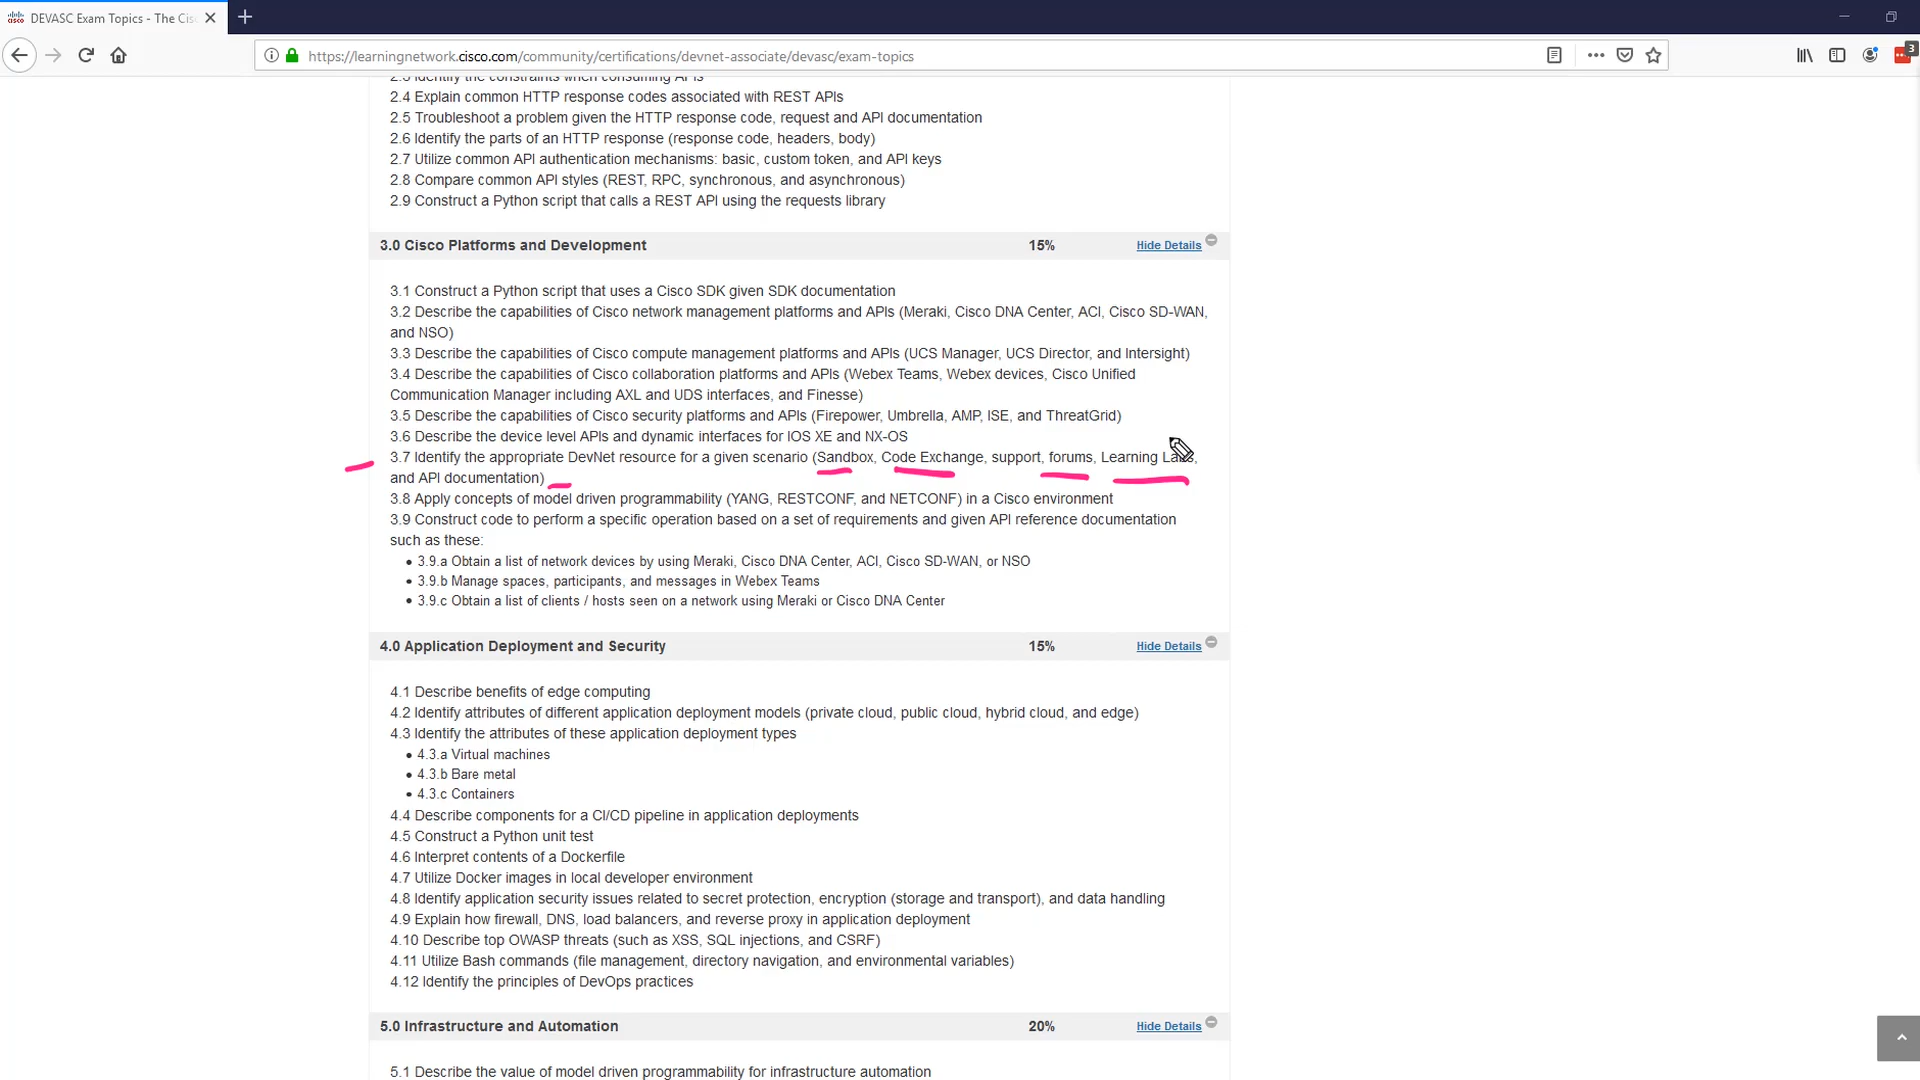 DEVASC Exam Topics - The Cis
https://learningnetwork.cisco.com/community/certifications/devnet-associate/devasc/exam-topics
3
2.3 Identify the constraints when consuming APIs
2.4 Explain common HTTP response codes associated with REST APIs
2.5 Troubleshoot a problem given the HTTP response code, request and API documentation
2.6 Identify the parts of an HTTP response (response code, headers, body)
2.7 Utilize common API authentication mechanisms: basic, custom token, and API keys
2.8 Compare common API styles (REST, RPC, synchronous, and asynchronous)
2.9 Construct a Python script that calls a REST API using the requests library
3.0 Cisco Platforms and Development 15% Hide Details
3.1 Construct a Python script that uses a Cisco SDK given SDK documentation
3.2 Describe the capabilities of Cisco network management platforms and APIs (Meraki, Cisco DNA Center, ACI, Cisco SD-WAN,
and NSO)
3.3 Describe the capabilities of Cisco compute management platforms and APIs (UCS Manager, UCS Director, and Intersight)
3.4 Describe the capabilities of Cisco collaboration platforms and APIs (Webex Teams, Webex devices, Cisco Unified
Communication Manager including AXL and UDS interfaces, and Finesse)
3.5 Describe the capabilities of Cisco security platforms and APIs (Firepower, Umbrella, AMP, ISE, and ThreatGrid)
3.6 Describe the device level APIs and dynamic interfaces for IOS XE and NX-OS
3.7 Identify the appropriate DevNet resource for a given scenario (Sandbox, Code Exchange, support, forums, Learning Labs,
and API documentation)
3.8 Apply concepts of model driven programmability (YANG, RESTCONF, and NETCONF) in a Cisco environment
3.9 Construct code to perform a specific operation based on a set of requirements and given API reference documentation
such as these:
• 3.9.a Obtain a list of network devices by using Meraki, Cisco DNA Center, ACI, Cisco SD-WAN, or NSO
• 3.9.b Manage spaces, participants, and messages in Webex Teams
• 3.9.c Obtain a list of clients / hosts seen on a network using Meraki or Cisco DNA Center
4.0 Application Deployment and Security 15% Hide Details
4.1 Describe benefits of edge computing
4.2 Identify attributes of different application deployment models (private cloud, public cloud, hybrid cloud, and edge)
4.3 Identify the attributes of these application deployment types
• 4.3.a Virtual machines
• 4.3.b Bare metal
• 4.3.c Containers
4.4 Describe components for a CI/CD pipeline in application deployments
4.5 Construct a Python unit test
4.6 Interpret contents of a Dockerfile
4.7 Utilize Docker images in local developer environment
4.8 Identify application security issues related to secret protection, encryption (storage and transport), and data handling
4.9 Explain how firewall, DNS, load balancers, and reverse proxy in application deployment
4.10 Describe top OWASP threats (such as XSS, SQL injections, and CSRF)
4.11 Utilize Bash commands (file management, directory navigation, and environmental variables)
4.12 Identify the principles of DevOps practices
5.0 Infrastructure and Automation 20% Hide Details
5.1 Describe the value of model driven programmability for infrastructure automation